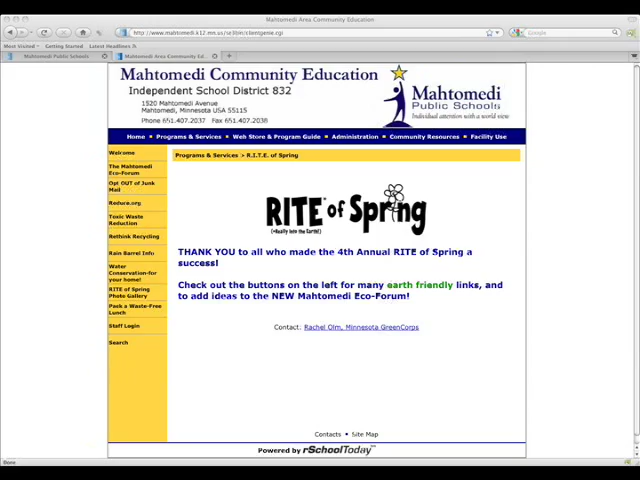 Mahtomedi Area Community Education
http://www.mahtomedi.k12.mn.us/se3bin/clientgenie.cgi
Google
Most Visited
Getting Started
Latest Headlines
Mahtomedi Public Schools
Mahtomedi Area Community Ed...
Mahtomedi Community Education
Independent School District 832
1520 Mahtomedi Avenue
Mahtomedi, Minnesota USA 55115
Phone 651.407.2037 Fax 651.407.2038
Mahtomedi
Public Schools
Individual attention with a world view
Home Programs & Services Web Store & Program Guide Administration Community Resources Facility Use
Welcome
The Mahtomedi
Eco-Forum
Opt OUT of Junk
Mail
Reduce.org
Toxic Waste
Reduction
Rethink Recycling
Rain Barrel Info
Water
Conservation-for
your home!
RITE of Spring
Photo Gallery
Pack a Waste-Free
Lunch
Staff Login
Search
Programs & Services > R.I.T.E. of Spring
RITE of Spring
(=Really Into the Earth!)
THANK YOU to all who made the 4th Annual RITE of Spring a
success!
Check out the buttons on the left for many earth friendly links, and
to add ideas to the NEW Mahtomedi Eco-Forum!
Contact: Rachel Olm, Minnesota GreenCorps
Contacts • Site Map
Powered by rSchoolToday™
Done